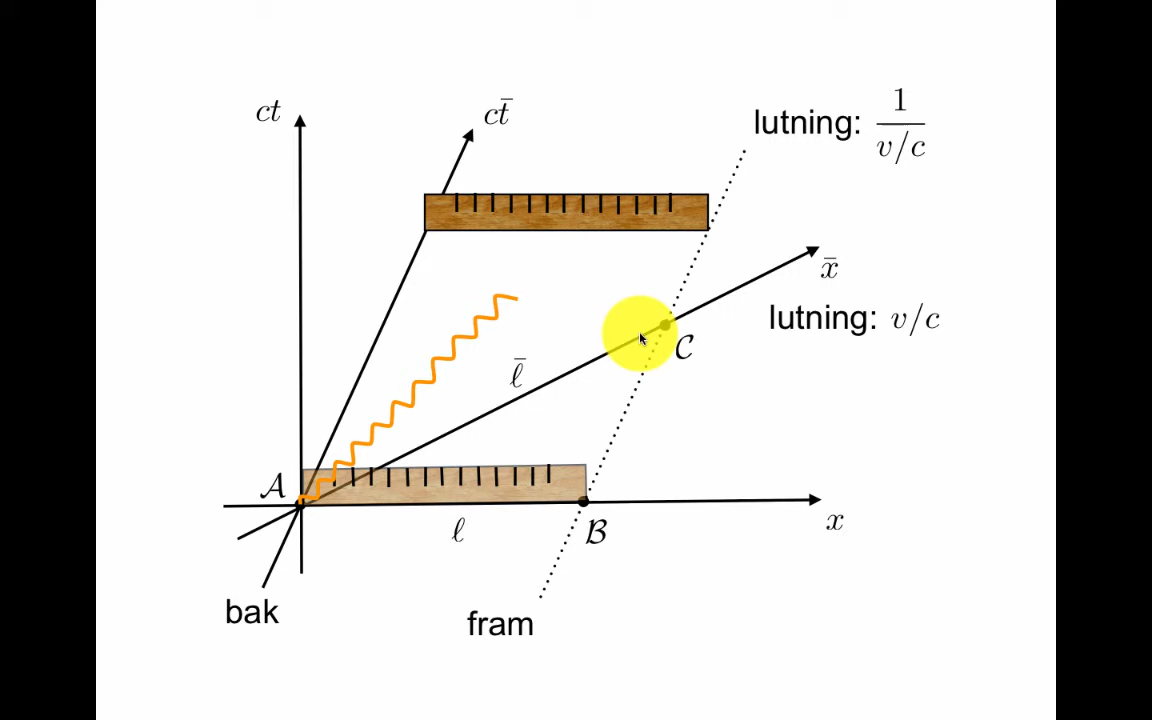 ct
ct̄
lutning: 1/(v/c)
x̄
lutning: v/c
ℓ̄
C
A
ℓ
B
x
bak
fram